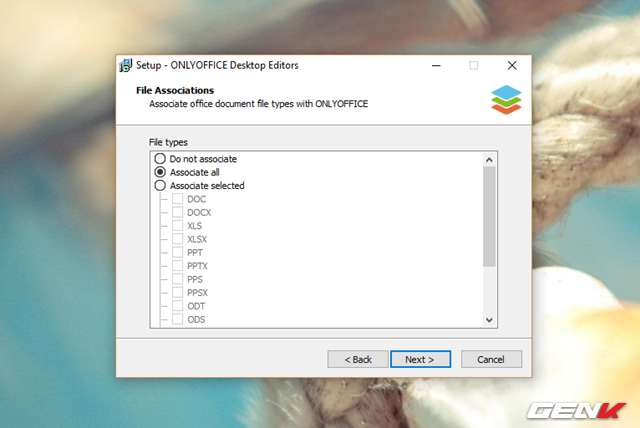 Setup - ONLYOFFICE Desktop Editors
File Associations
Associate office document file types with ONLYOFFICE
File types
Do not associate
Associate all
Associate selected
DOC
DOCX
XLS
XLSX
PPT
PPTX
PPS
PPSX
ODT
ODS
< Back Next > Cancel
GENK